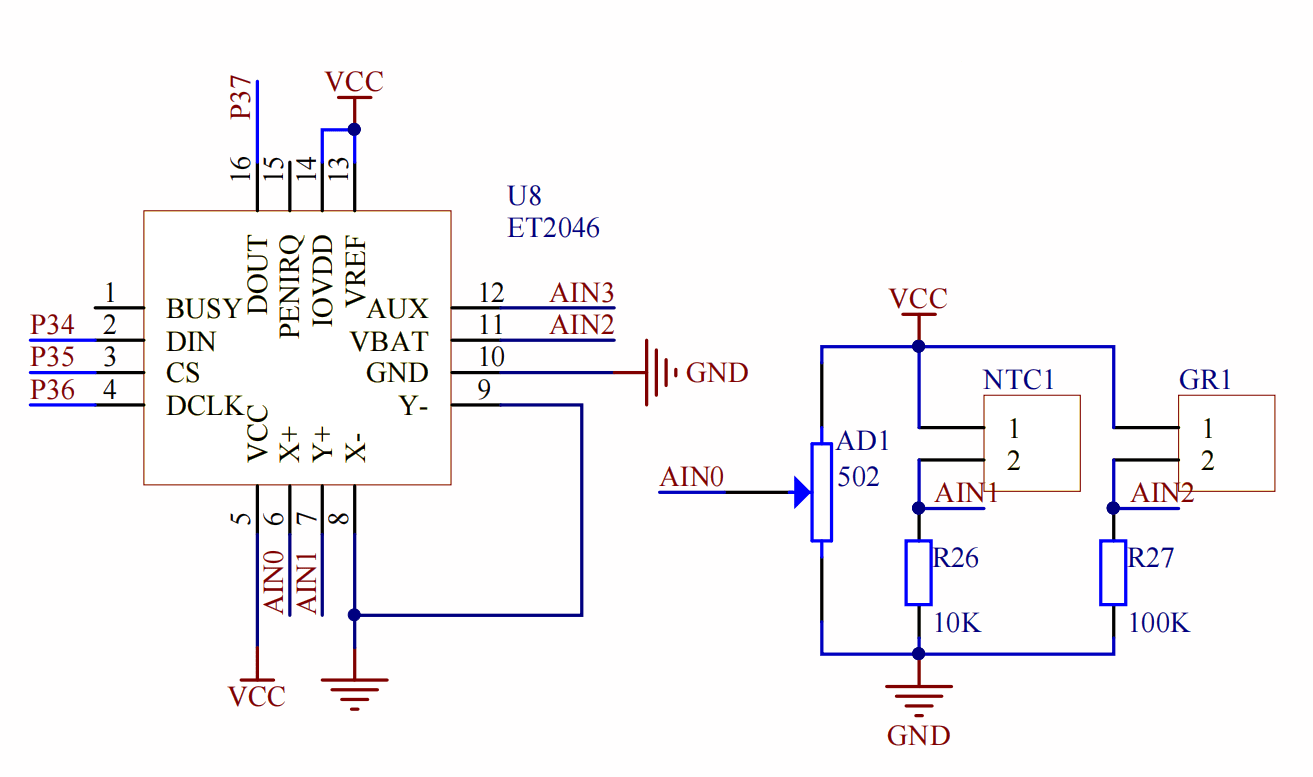 P37
VCC
16
15
14
13
U8
ET2046
DOUT
PENIRQ
IOVDD
VREF
1
BUSY
AUX
12
AIN3
P34
2
DIN
VBAT
11
AIN2
P35
3
CS
GND
10
GND
P36
4
DCLK
Y-
9
VCC
X+
Y+
X-
5
6
7
8
AIN0
AIN1
VCC
VCC
NTC1
GR1
1
2
1
2
AD1
502
AIN0
AIN1
AIN2
R26
10K
R27
100K
GND